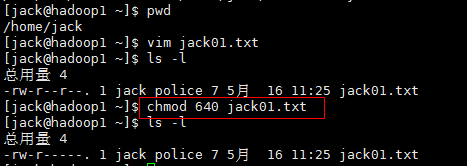 [jack@hadoop1 ~]$ pwd
/home/jack
[jack@hadoop1 ~]$ vim jack01.txt
[jack@hadoop1 ~]$ ls -l
总用量 4
-rw-r--r--. 1 jack police 7 5月  16 11:25 jack01.txt
[jack@hadoop1 ~]$ chmod 640 jack01.txt
[jack@hadoop1 ~]$ ls -l
总用量 4
-rw-r-----. 1 jack police 7 5月  16 11:25 jack01.txt